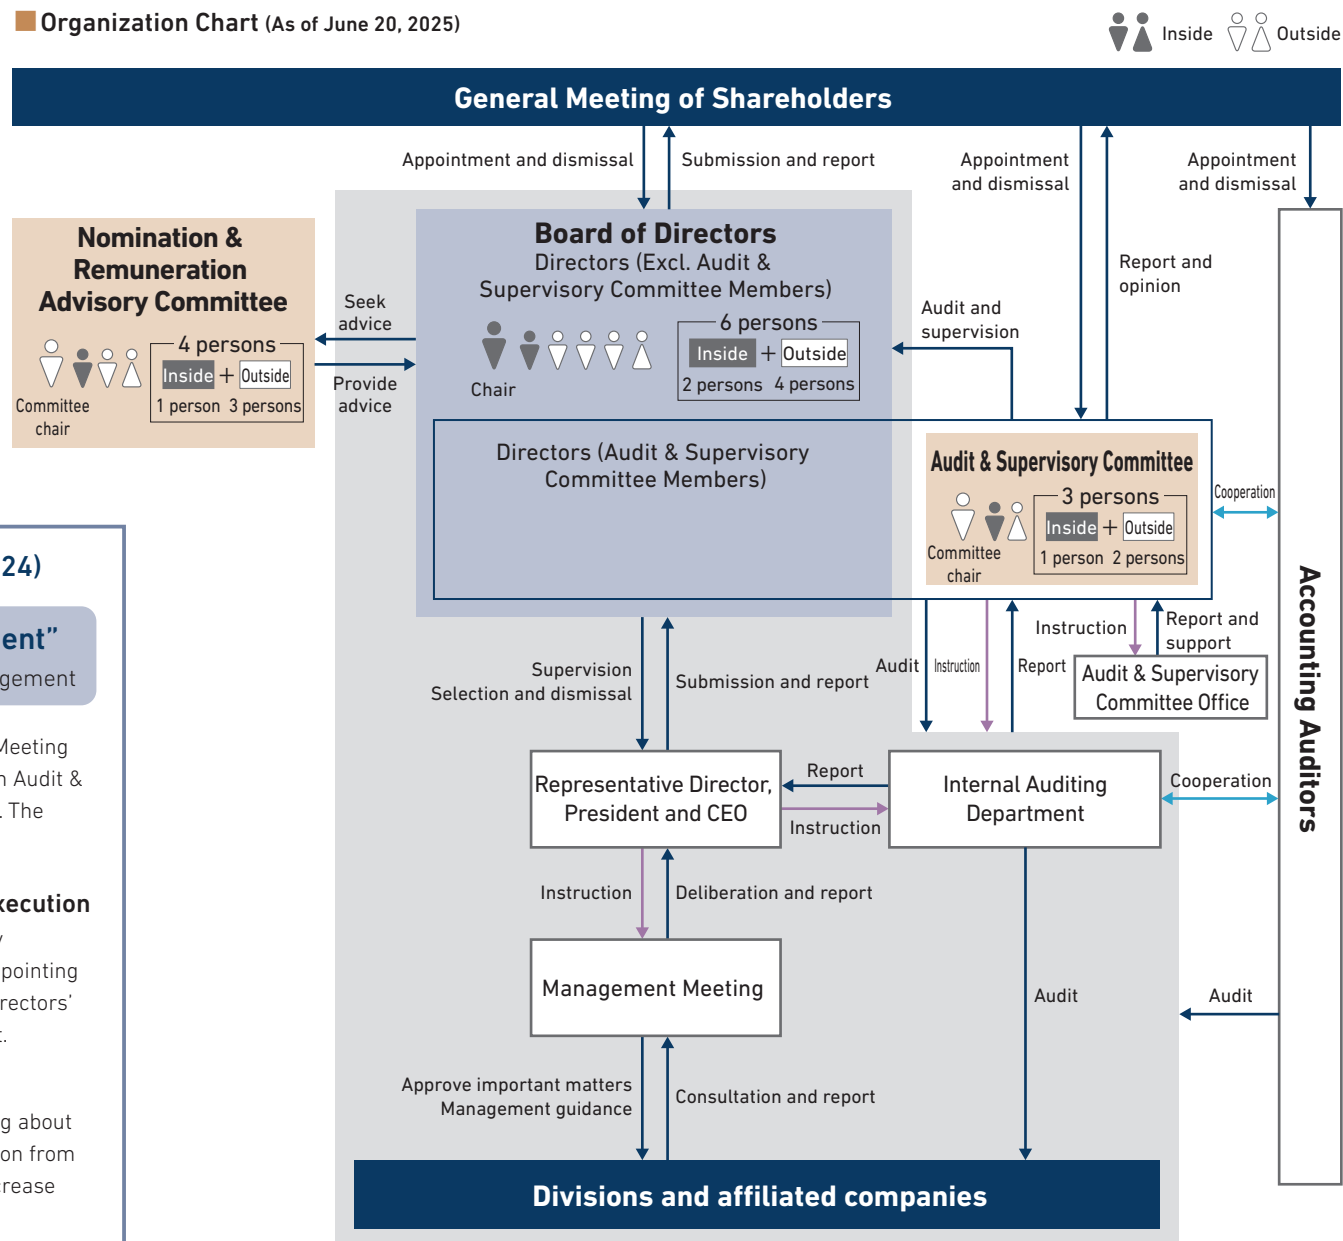 Organization Chart (As of June 20, 2025)
Inside
Outside
General Meeting of Shareholders
Appointment and dismissal
Submission and report
Appointment
and dismissal
Report and
opinion
Appointment
and dismissal
Nomination &
Remuneration
Advisory Committee
4 persons
Inside + Outside
1 person 3 persons
Committee
chair
Seek
advice
Provide
advice
Board of Directors
Directors (Excl. Audit &
Supervisory Committee Members)
6 persons
Inside + Outside
2 persons 4 persons
Chair
Audit and
supervision
Directors (Audit & Supervisory
Committee Members)
Audit & Supervisory Committee
3 persons
Inside + Outside
1 person 2 persons
Committee
chair
Cooperation
Accounting Auditors
Supervision
Selection and dismissal
Submission and report
Audit
Instruction
Report
Instruction
Report and
support
Audit & Supervisory
Committee Office
Representative Director,
President and CEO
Report
Instruction
Internal Auditing
Department
Cooperation
Instruction
Deliberation and report
Management Meeting
Audit
Audit
Approve important matters
Management guidance
Consultation and report
Divisions and affiliated companies
24)
ent”
gement
Meeting
n Audit &
. The
xecution
y
pointing
rectors’
t.
g about
on from
crease